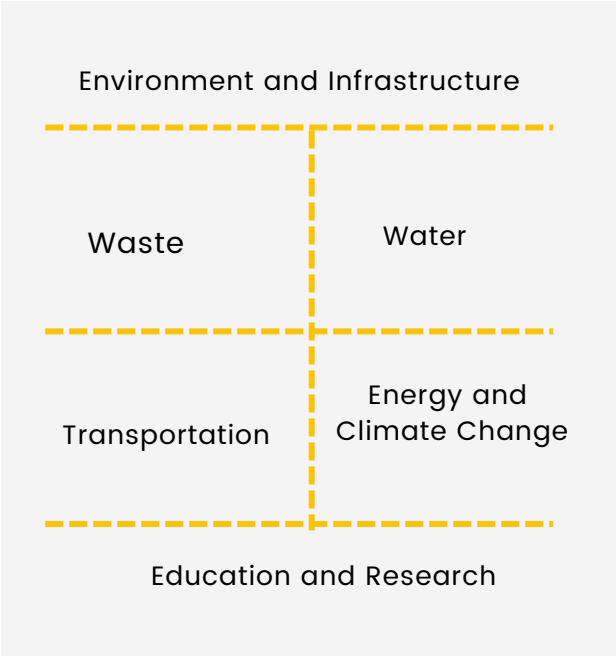 Environment and Infrastructure
Waste
Water
Transportation
Energy and
Climate Change
Education and Research